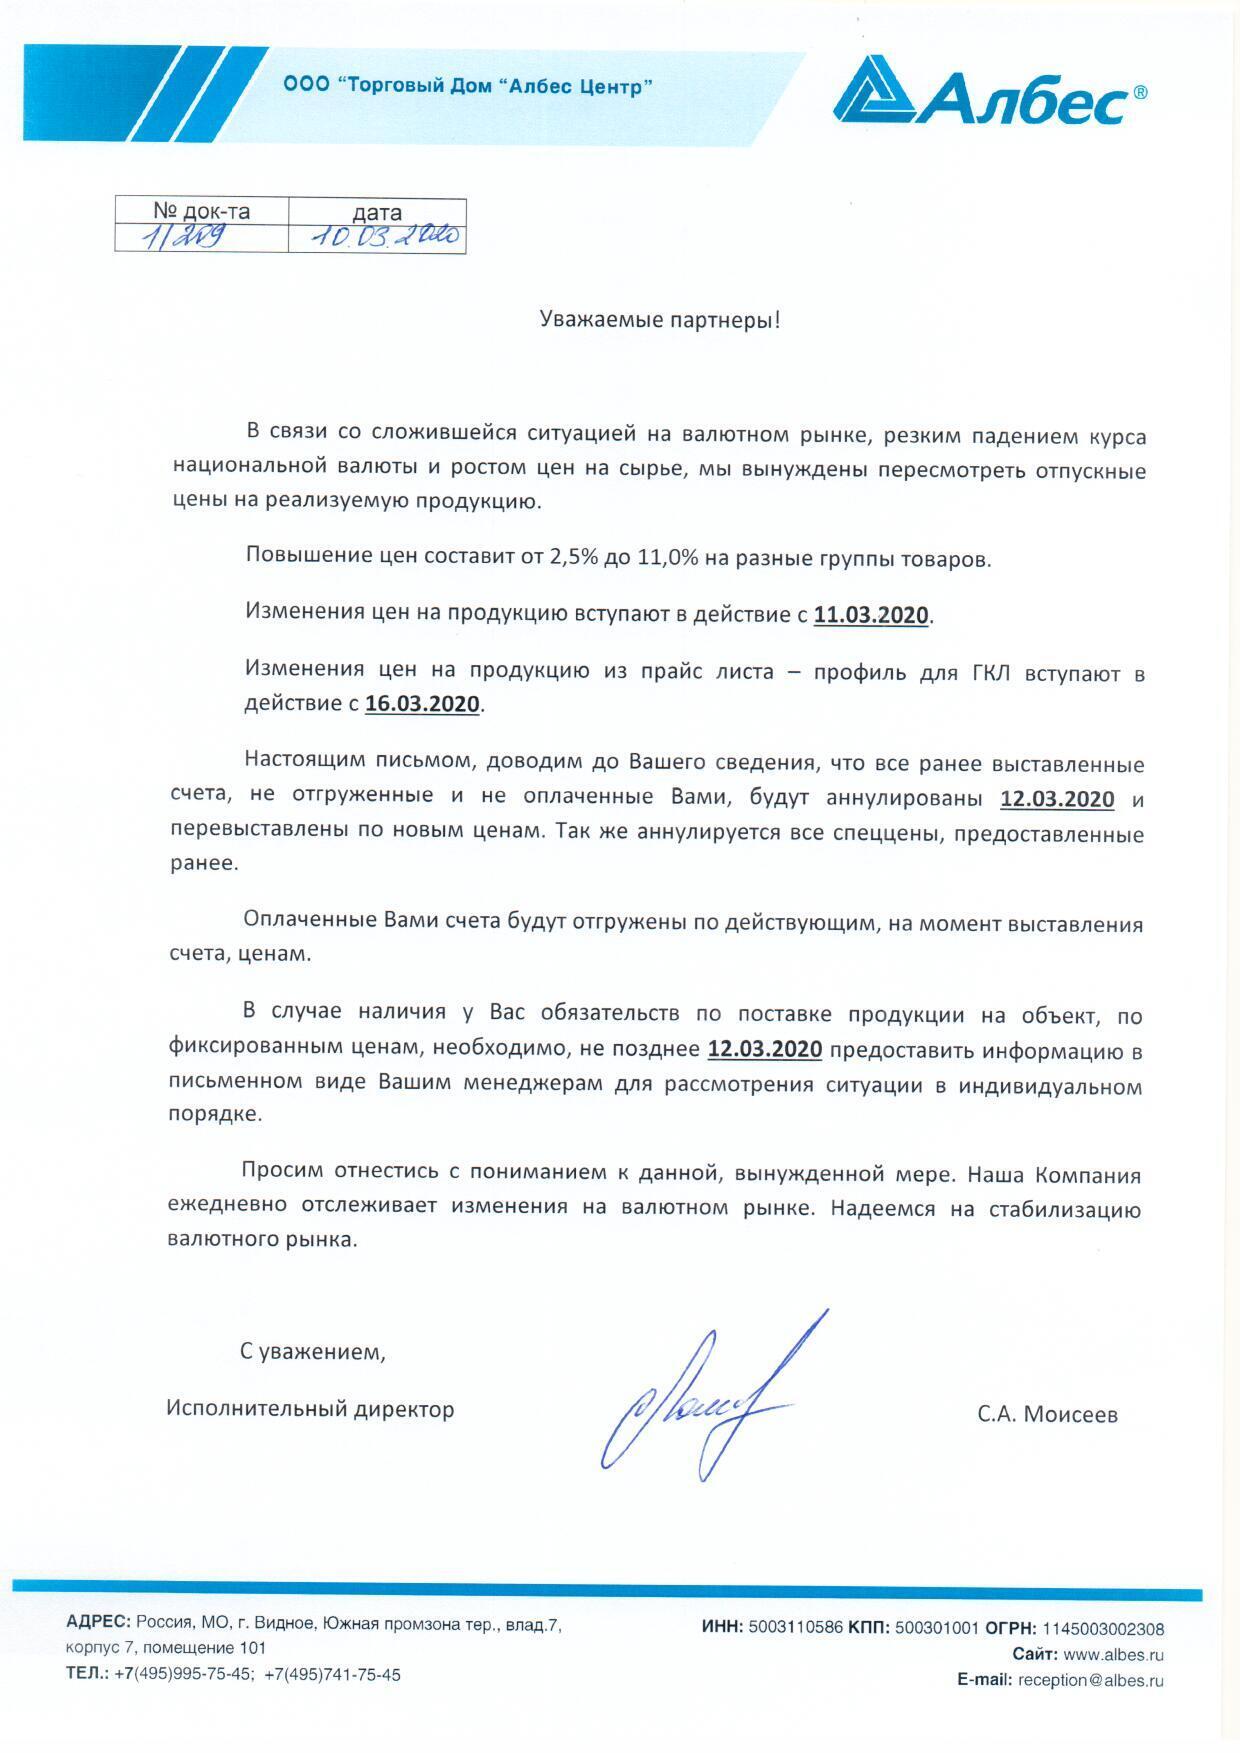 ООО “Торговый Дом “Албес Центр”
Албес®
№ док-та дата
1/209 10.03.2020
Уважаемые партнеры!
В связи со сложившейся ситуацией на валютном рынке, резким падением курса
национальной валюты и ростом цен на сырье, мы вынуждены пересмотреть отпускные
цены на реализуемую продукцию.
Повышение цен составит от 2,5% до 11,0% на разные группы товаров.
Изменения цен на продукцию вступают в действие с 11.03.2020.
Изменения цен на продукцию из прайс листа – профиль для ГКЛ вступают в
действие с 16.03.2020.
Настоящим письмом, доводим до Вашего сведения, что все ранее выставленные
счета, не отгруженные и не оплаченные Вами, будут аннулированы 12.03.2020 и
перевыставлены по новым ценам. Так же аннулируется все спеццены, предоставленные
ранее.
Оплаченные Вами счета будут отгружены по действующим, на момент выставления
счета, ценам.
В случае наличия у Вас обязательств по поставке продукции на объект, по
фиксированным ценам, необходимо, не позднее 12.03.2020 предоставить информацию в
письменном виде Вашим менеджерам для рассмотрения ситуации в индивидуальном
порядке.
Просим отнестись с пониманием к данной, вынужденной мере. Наша Компания
ежедневно отслеживает изменения на валютном рынке. Надеемся на стабилизацию
валютного рынка.
С уважением,
Исполнительный директор С.А. Моисеев
АДРЕС: Россия, МО, г. Видное, Южная промзона тер., влад.7,
корпус 7, помещение 101
ТЕЛ.: +7(495)995-75-45; +7(495)741-75-45
ИНН: 5003110586 КПП: 500301001 ОГРН: 1145003002308
Сайт: www.albes.ru
E-mail: reception@albes.ru